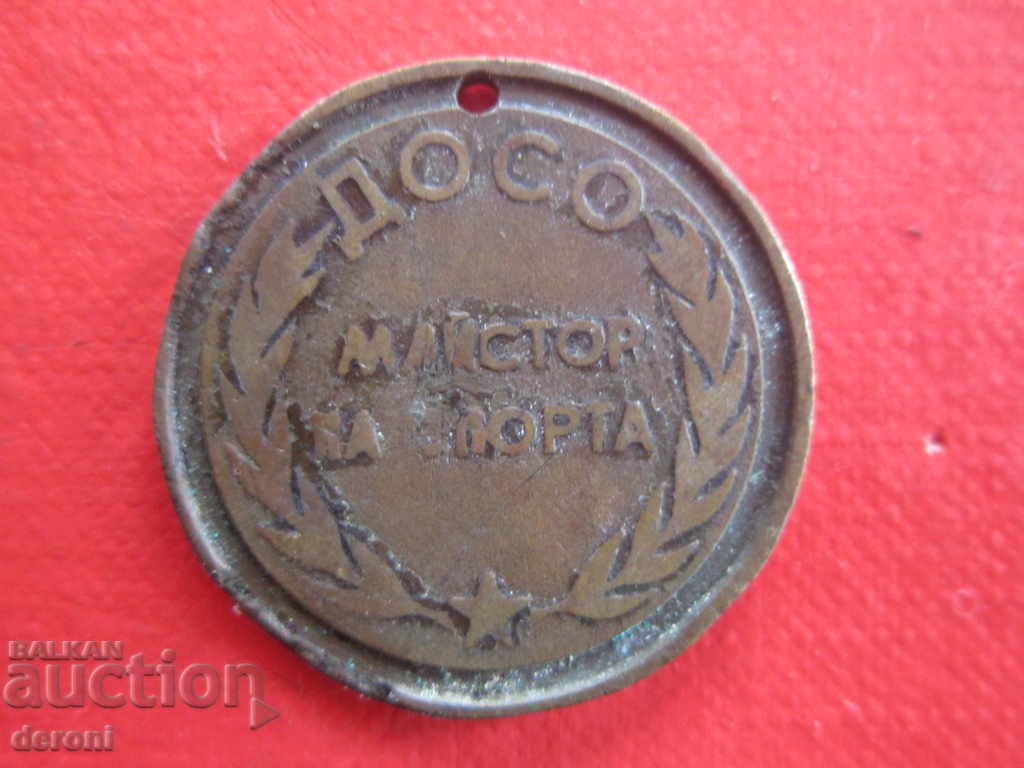 ДОСО
МАЙСТОР
НА СПОРТА
BALKAN
auction
deroni